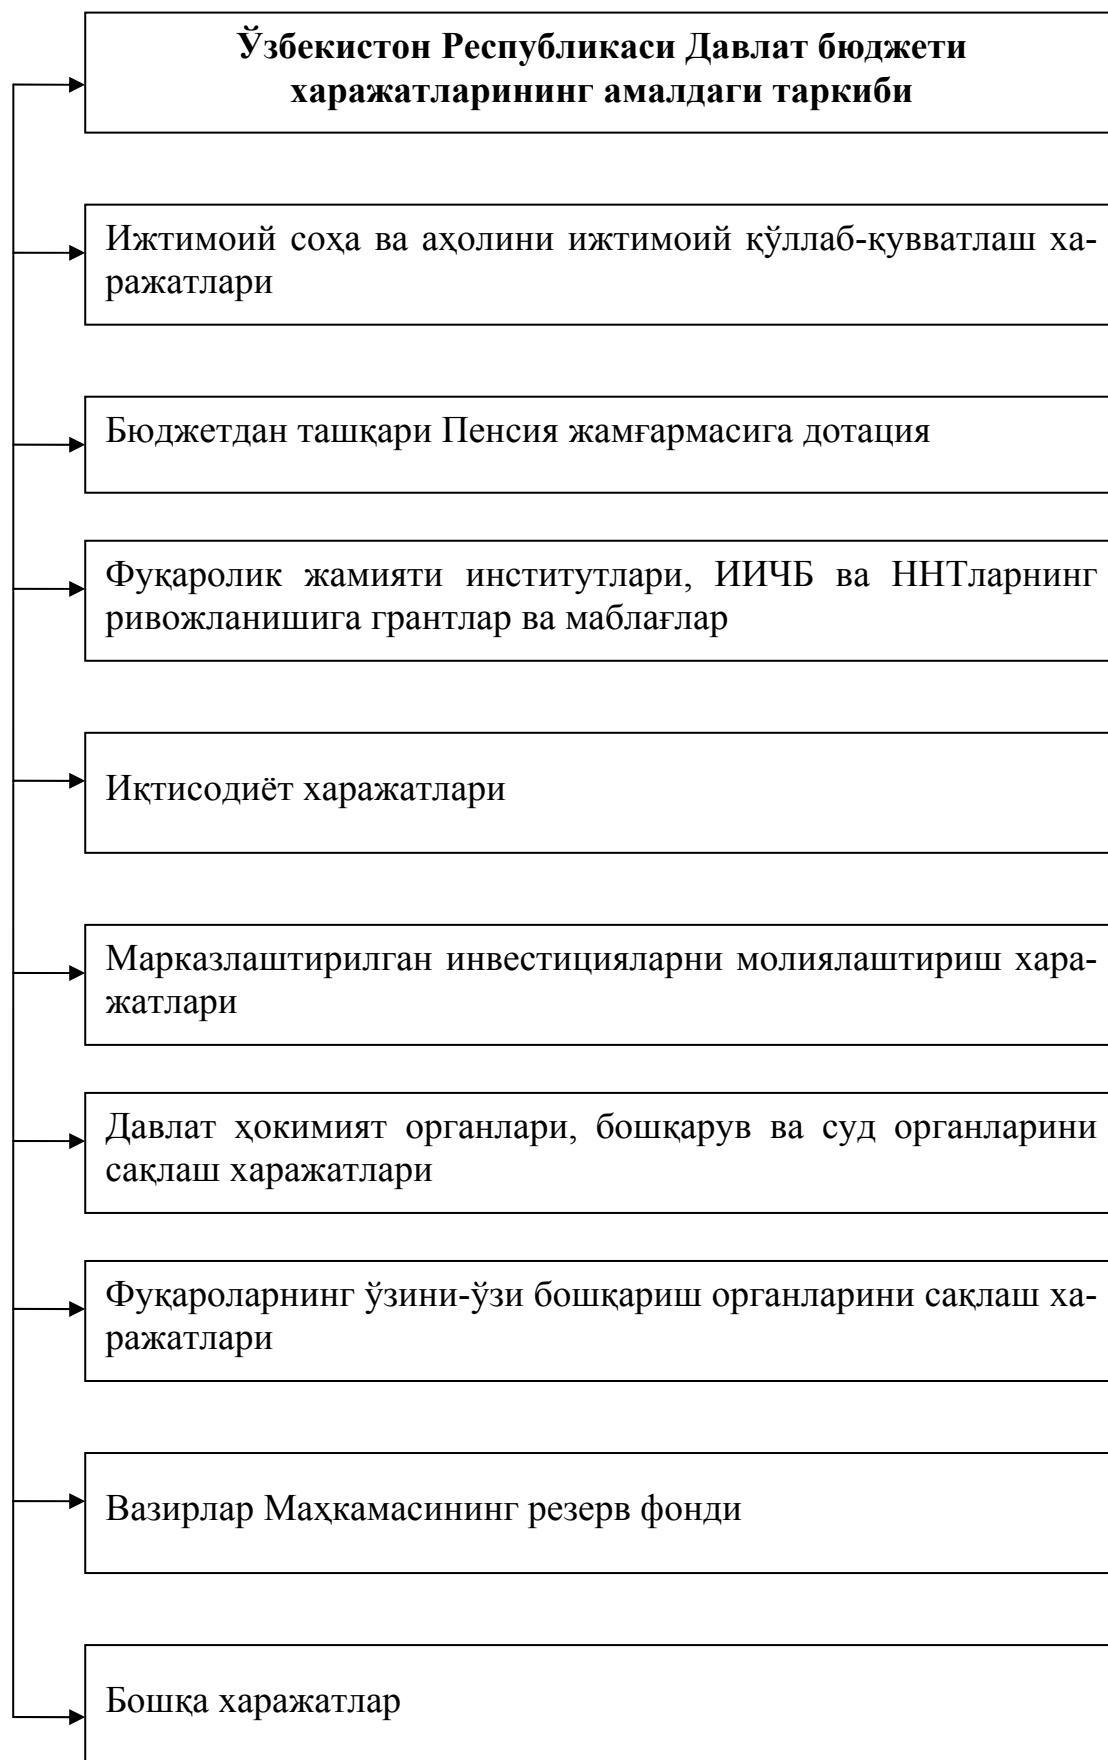 Ўзбекистон Республикаси Давлат бюджети
харажатларининг амалдаги таркиби
Ижтимоий соҳа ва аҳолини ижтимоий қўллаб-қувватлаш ха-
ражатлари
Бюджетдан ташқари Пенсия жамғармасига дотация
Фуқаролик жамияти институтлари, ИИЧБ ва ННТларнинг
ривожланишига грантлар ва маблағлар
Иқтисодиёт харажатлари
Марказлаштирилган инвестицияларни молиялаштириш хара-
жатлари
Давлат ҳокимият органлари, бошқарув ва суд органларини
сақлаш харажатлари
Фуқароларнинг ўзини-ўзи бошқариш органларини сақлаш ха-
ражатлари
Вазирлар Маҳкамасининг резерв фонди
Бошқа харажатлар